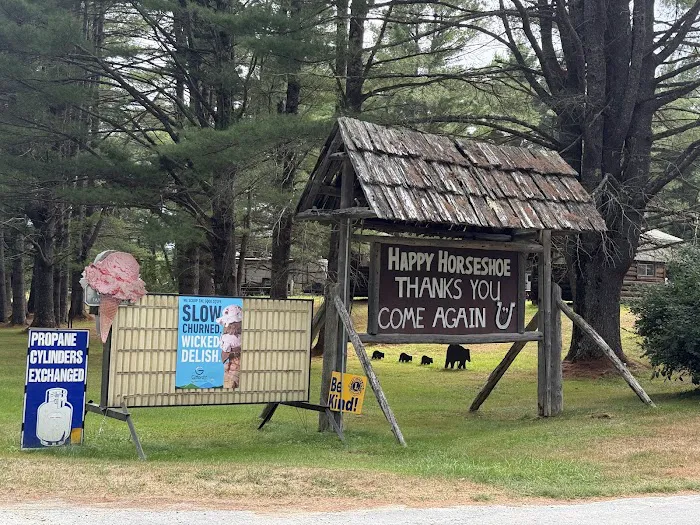 HAPPY HORSESHOE
THANKS YOU
COME AGAIN
SLOW
CHURNED.
WICKED
DELISH.
PROPANE
CYLINDERS
EXCHANGED
Be
Kind!